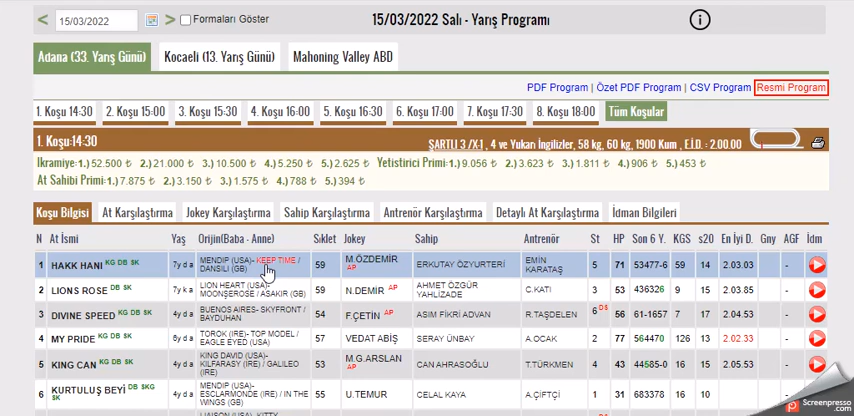 < 15/03/2022 > Formaları Göster 15/03/2022 Salı - Yarış Programı
Adana (33. Yarış Günü) Kocaeli (13. Yarış Günü) Mahoning Valley ABD
PDF Program | Özet PDF Program | CSV Program | Resmi Program
1. Koşu 14:30 2. Koşu 15:00 3. Koşu 15:30 4. Koşu 16:00 5. Koşu 16:30 6. Koşu 17:00 7. Koşu 17:30 8. Koşu 18:00 Tüm Koşular
1. Koşu:14:30 ŞARTLI 3 /X-1 , 4 ve Yukarı İngilizler, 58 kg, 60 kg, 1900 Kum , E.İ.D. : 2.00.00
Ikramiye: 1.) 52.500 ₺ 2.) 21.000 ₺ 3.) 10.500 ₺ 4.) 5.250 ₺ 5.) 2.625 ₺ Yetistirici Primi: 1.) 9.056 ₺ 2.) 3.623 ₺ 3.) 1.811 ₺ 4.) 906 ₺ 5.) 453 ₺
At Sahibi Primi: 1.) 7.875 ₺ 2.) 3.150 ₺ 3.) 1.575 ₺ 4.) 788 ₺ 5.) 394 ₺
Koşu Bilgisi At Karşılaştırma Jokey Karşılaştırma Sahip Karşılaştırma Antrenör Karşılaştırma Detaylı At Karşılaştırma İdman Bilgileri
N At İsmi Yaş Orijin(Baba - Anne) Sıklet Jokey Sahip Antrenör St HP Son 6 Y. KGS s20 En İyi D. Gny AGF İdm
1 HAKK HANI KG DB SK 7y d a MENDIP (USA)- KEEP TIME / DANSILI (GB) 59 M.ÖZDEMİR AP ERKUTAY ÖZYURTERİ EMİN KARATAŞ 5 71 53477-6 59 14 2.03.03 -
2 LIONS ROSE DB SK 7y k a LION HEART (USA)- MOONŞEROSE / ASAKIR (GB) 59 N.DEMİR AP AHMET ÖZGÜR YAHLİZADE C.KATI 3 53 436326 9 15 2.03.85 -
3 DIVINE SPEED KG DB SK 4y d a BUENOS AIRES- SKYFRONT / BAYDUHAN 54 F.ÇETİN AP ASIM FİKRİ ADVAN R.TAŞDELEN 6 DS 56 61-1657 7 17 2.04.53 -
4 MY PRIDE KG DB SK 6y d a TOROK (IRE)- TOP MODEL / EAGLE EYED (USA) 57 VEDAT ABİŞ SERAY ÜNBAY A.OCAK 2 77 564470 126 13 2.02.33 -
5 KING CAN KG DB SK 4y d a KING DAVID (USA)- KILFARASY (IRE) / GALILEO (IRE) 53 M.G.ARSLAN AP CAN AHRASOĞLU T.TÜRKMEN 4 43 44585-0 16 15 2.05.53 -
6 KURTULUŞ BEYİ DB SKG SK 5y d a MENDIP (USA)- ESCLARMONDE (IRE) / IN THE WINGS (GB) 55 U.TEMUR CELAL KAYA A.ÇİFTÇİ 1 31 683378 16 10 -
Screenpresso
.com